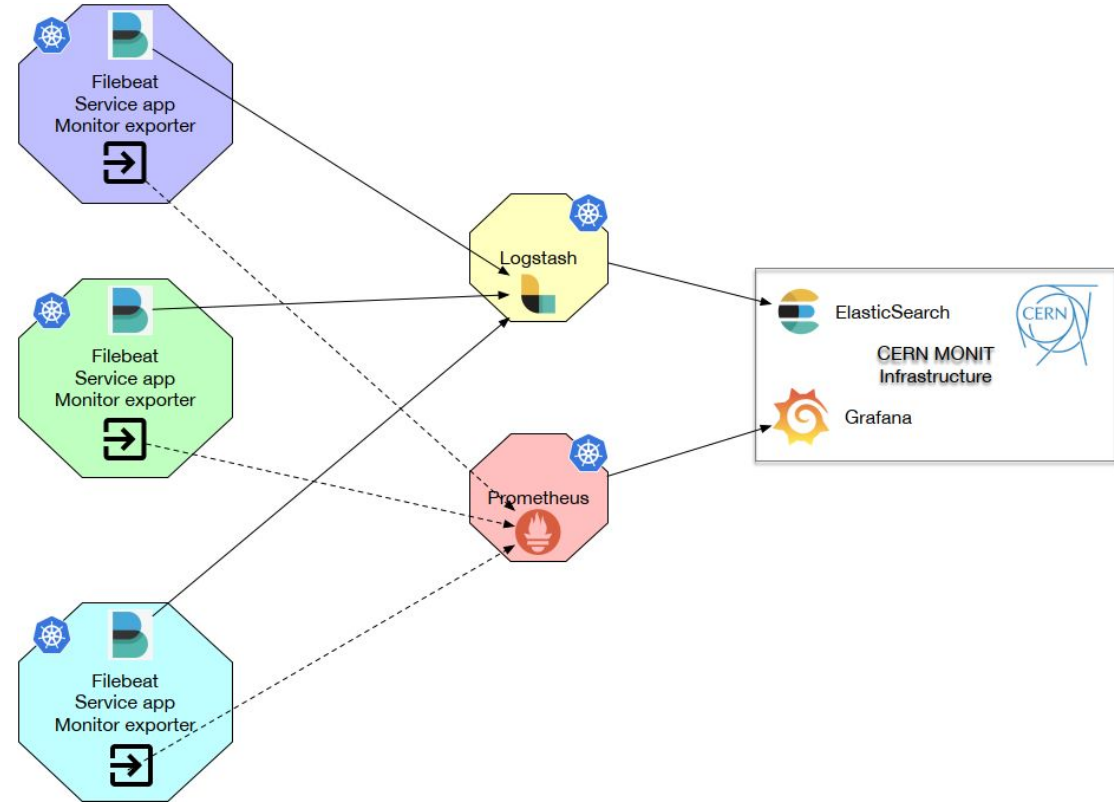 Filebeat
Service app
Monitor exporter
Logstash
ElasticSearch
CERN
CERN MONIT
Infrastructure
Grafana
Filebeat
Service app
Monitor exporter
Prometheus
Filebeat
Service app
Monitor exporter